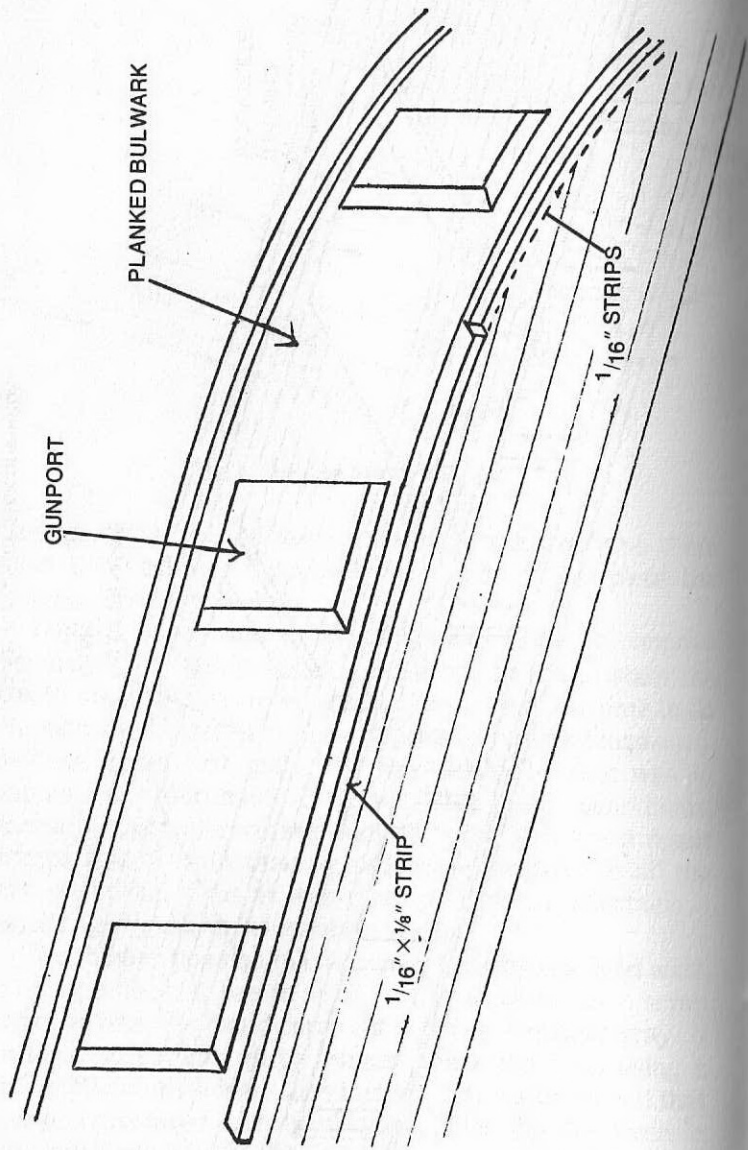 GUNPORT
PLANKED BULWARK
1/16" × 1/8" STRIP
1/16" STRIPS